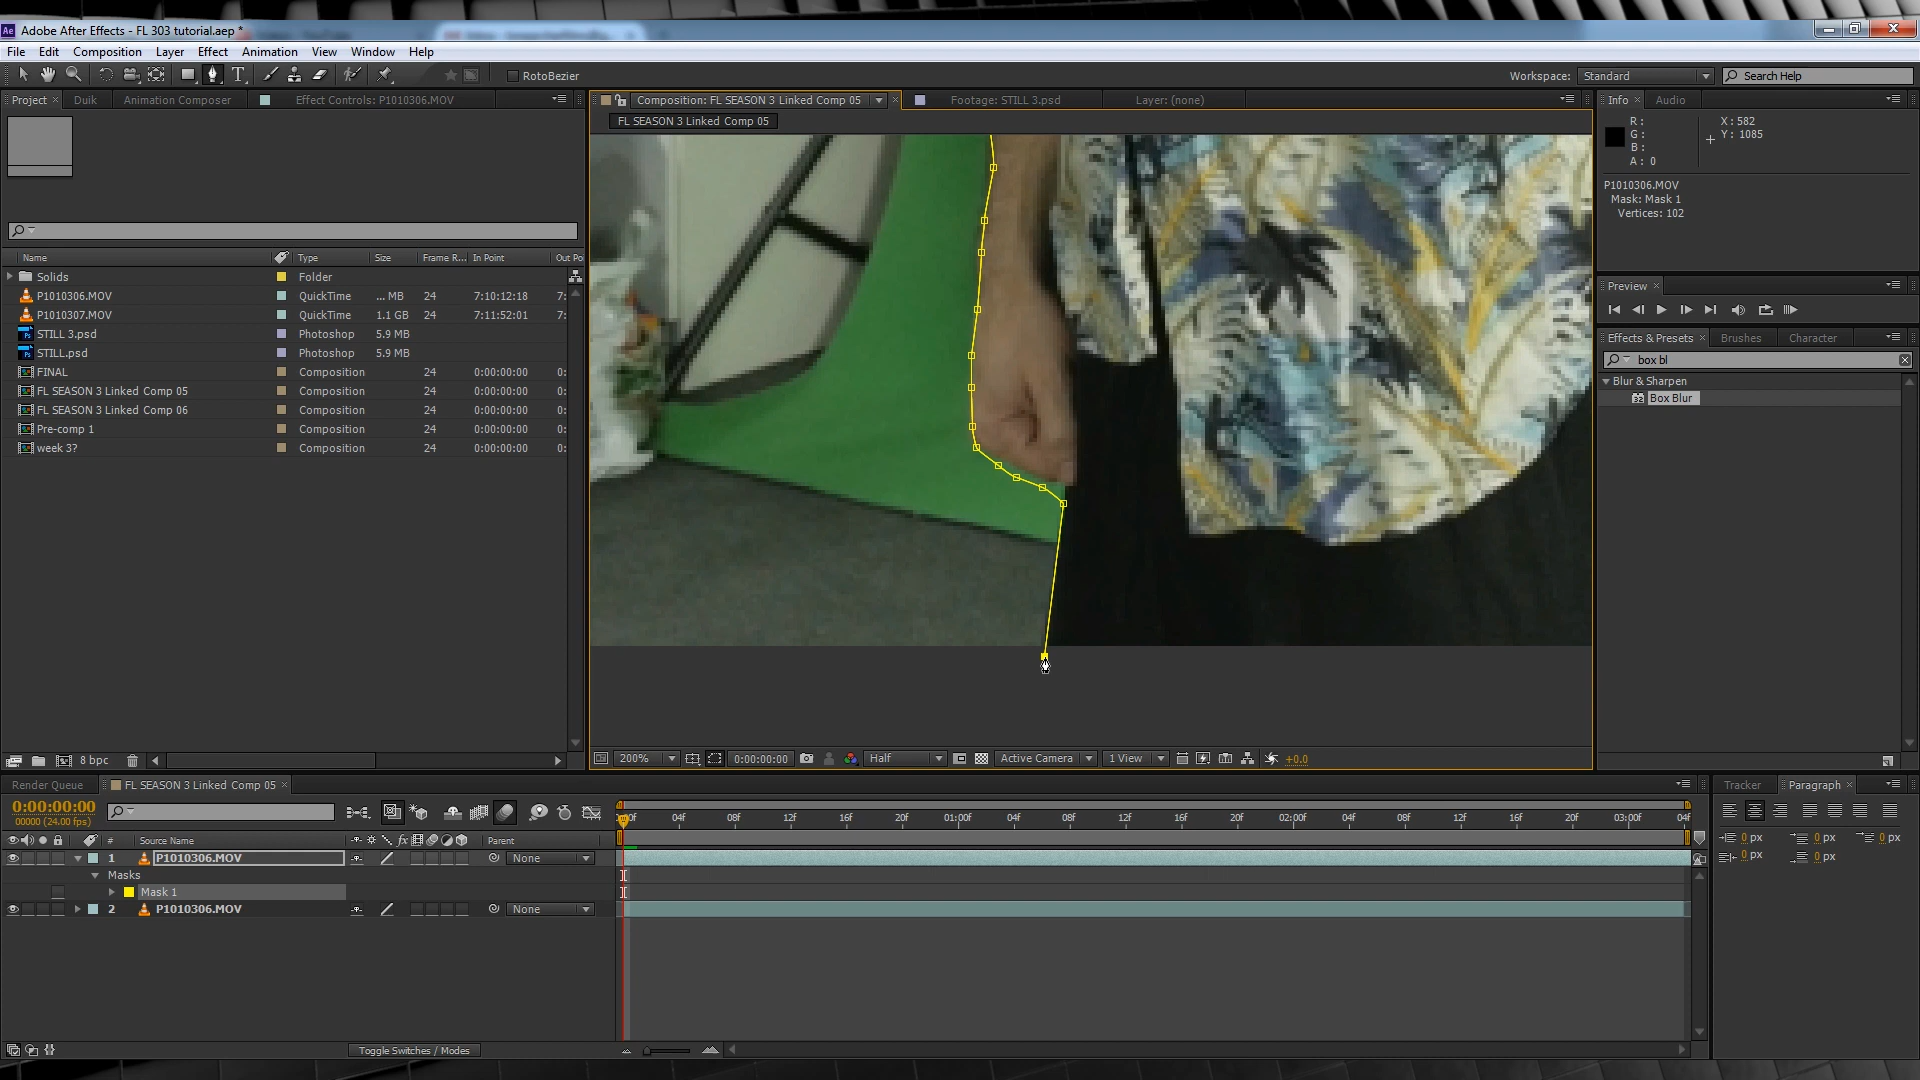 Adobe After Effects - FL 303 tutorial.aep *
File Edit Composition Layer Effect Animation View Window Help
RotoBezier
Workspace: Standard
Search Help
Project
Duik
Animation Composer
Effect Controls: P1010306.MOV
Composition: FL SEASON 3 Linked Comp 05
Footage: STILL 3.psd
Layer: (none)
FL SEASON 3 Linked Comp 05
Info
Audio
R:
G:
B:
A: 0
X: 582
Y: 1085
P1010306.MOV
Mask: Mask 1
Vertices: 102
Preview
Effects & Presets
Brushes
Character
box bl
Blur & Sharpen
Box Blur
Name Type Size Frame R... In Point Out Po
Solids Folder
P1010306.MOV QuickTime ... MB 24 7:10:12:18 7:
P1010307.MOV QuickTime 1.1 GB 24 7:11:52:01 7:
STILL 3.psd Photoshop 5.9 MB
STILL.psd Photoshop 5.9 MB
FINAL Composition 24 0:00:00:00 0:
FL SEASON 3 Linked Comp 05 Composition 24 0:00:00:00 0:
FL SEASON 3 Linked Comp 06 Composition 24 0:00:00:00 0:
Pre-comp 1 Composition 24 0:00:00:00 0:
week 3? Composition 24 0:00:00:00 0:
8 bpc
200%
0:00:00:00
Half
Active Camera
1 View
+0.0
Render Queue
FL SEASON 3 Linked Comp 05
Tracker
Paragraph
0:00:00:00
00000 (24.00 fps)
04f 08f 12f 16f 20f 01:00f 04f 08f 12f 16f 20f 02:00f 04f 08f 12f 16f 20f 03:00f 04f
# Source Name fx Parent
1 P1010306.MOV None
Masks
Mask 1
2 P1010306.MOV None
0 px 0 px 0 px
0 px 0 px
Toggle Switches / Modes